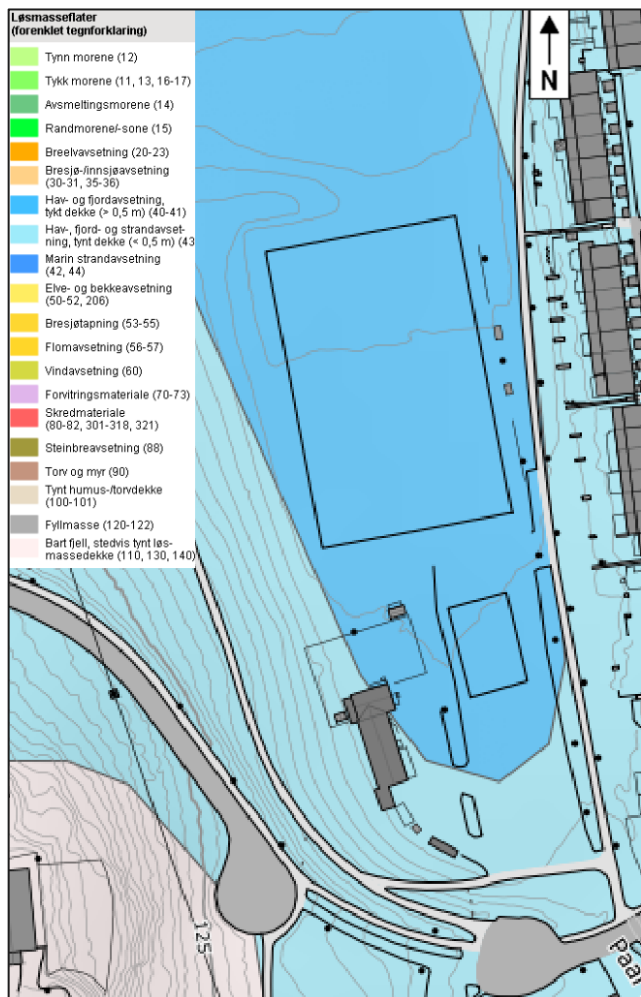 Løsmasseflater
(forenklet tegnforklaring)
Tynn morene (12)
Tykk morene (11, 13, 16-17)
Avsmeltingsmorene (14)
Randmorene/-sone (15)
Breelvavsetning (20-23)
Bresjø-/innsjøavsetning
(30-31, 35-36)
Hav- og fjordavsetning,
tykt dekke (> 0,5 m) (40-41)
Hav-, fjord- og strandavset-
ning, tynt dekke (< 0,5 m) (43
Marin strandavsetning
(42, 44)
Elve- og bekkeavsetning
(50-52, 206)
Bresjøtapning (53-55)
Flomavsetning (56-57)
Vindavsetning (60)
Forvitringsmateriale (70-73)
Skredmateriale
(80-82, 301-318, 321)
Steinbreavsetning (88)
Torv og myr (90)
Tynt humus-/torvdekke
(100-101)
Fyllmasse (120-122)
Bart fjell, stedvis tynt løs-
massedekke (110, 130, 140)
N
125
Paal